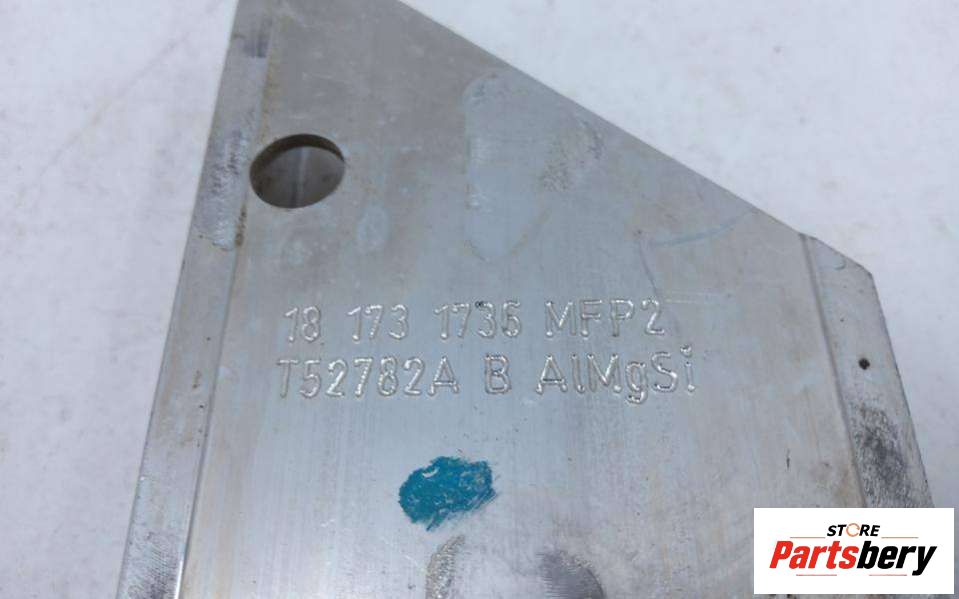 18 173 1736 MFP2
T52782A B AlMgSi
STORE
Partsbery